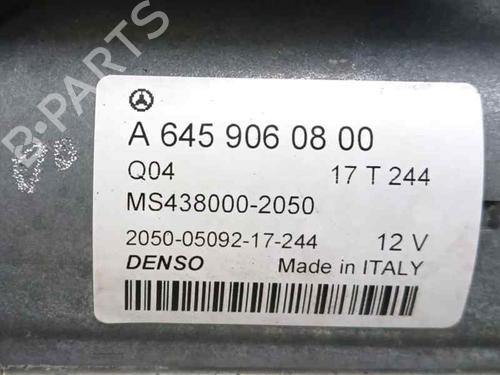 B-PARTS
A 645 906 08 00
Q04 17 T 244
MS438000-2050
2050-05092-17-244 12 V
DENSO Made in ITALY